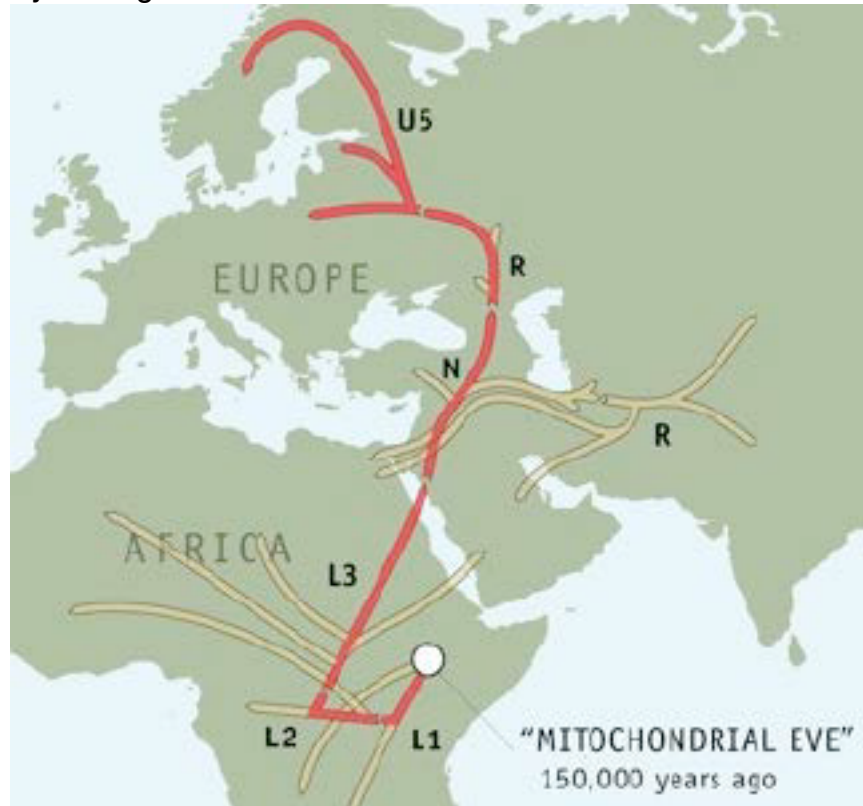 U5
R
EUROPE
N
R
AFRICA
L3
L2
L1
"MITOCHONDRIAL EVE"
150,000 years ago